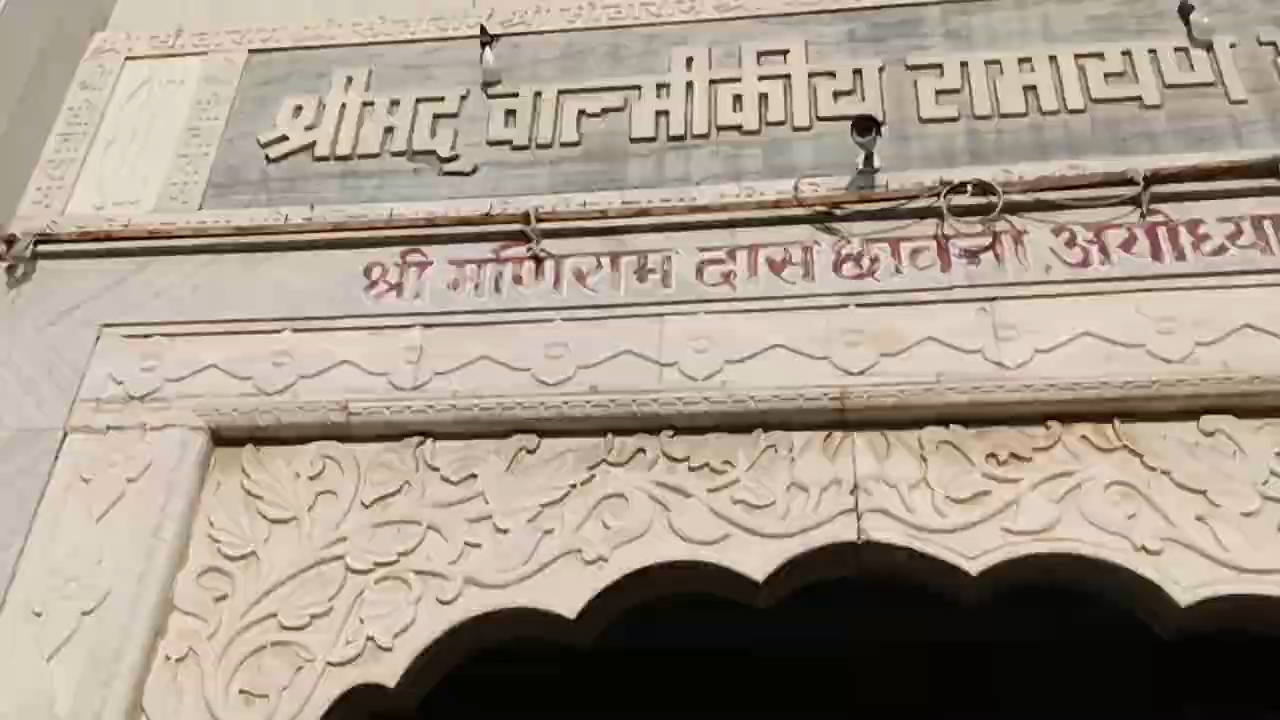 श्रीमद् वाल्मीकीय रामायण
श्री मणिराम दास छावनी अयोध्या